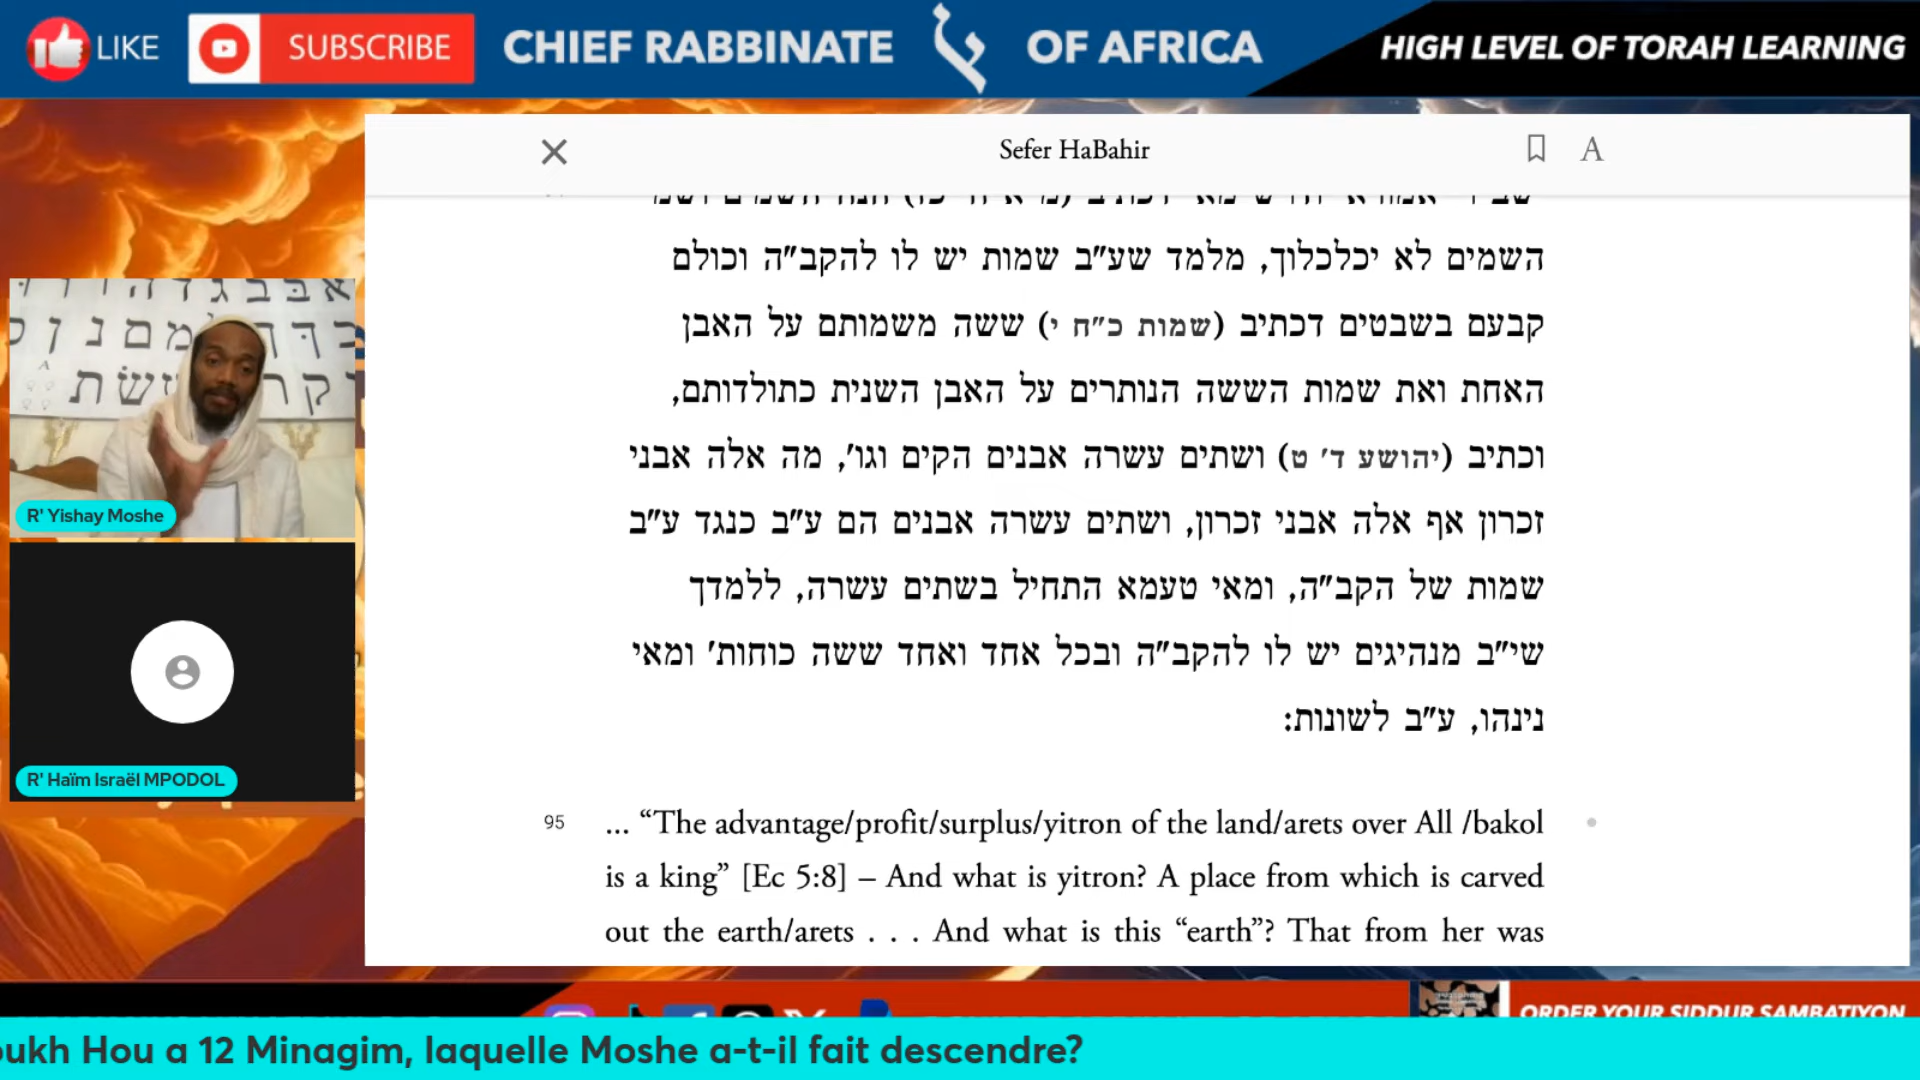 LIKE
SUBSCRIBE
CHIEF RABBINATE OF AFRICA
HIGH LEVEL OF TORAH LEARNING
Sefer HaBahir
A
השמים לא יכלכלוך, מלמד שע"ב שמות יש לו להקב"ה וכולם
קבעם בשבטים דכתיב (שמות כ"ח י) ששה משמותם על האבן
האחת ואת שמות הששה הנותרים על האבן השנית כתולדותם,
וכתיב (יהושע ד' ט) ושתים עשרה אבנים הקים וגו', מה אלה אבני
זכרון אף אלה אבני זכרון, ושתים עשרה אבנים הם ע"ב כנגד ע"ב
שמות של הקב"ה, ומאי טעמא התחיל בשתים עשרה, ללמדך
שי"ב מנהיגים יש לו להקב"ה ובכל אחד ואחד ששה כוחות' ומאי
נינהו, ע"ב לשונות:
95 ... “The advantage/profit/surplus/yitron of the land/arets over All /bakol
is a king” [Ec 5:8] – And what is yitron? A place from which is carved
out the earth/arets . . . And what is this “earth”? That from her was
R' Yishay Moshe
R' Haïm Israël MPODOL
ORDER YOUR SIDDUR SAMBATIYON
oukh Hou a 12 Minagim, laquelle Moshe a-t-il fait descendre?